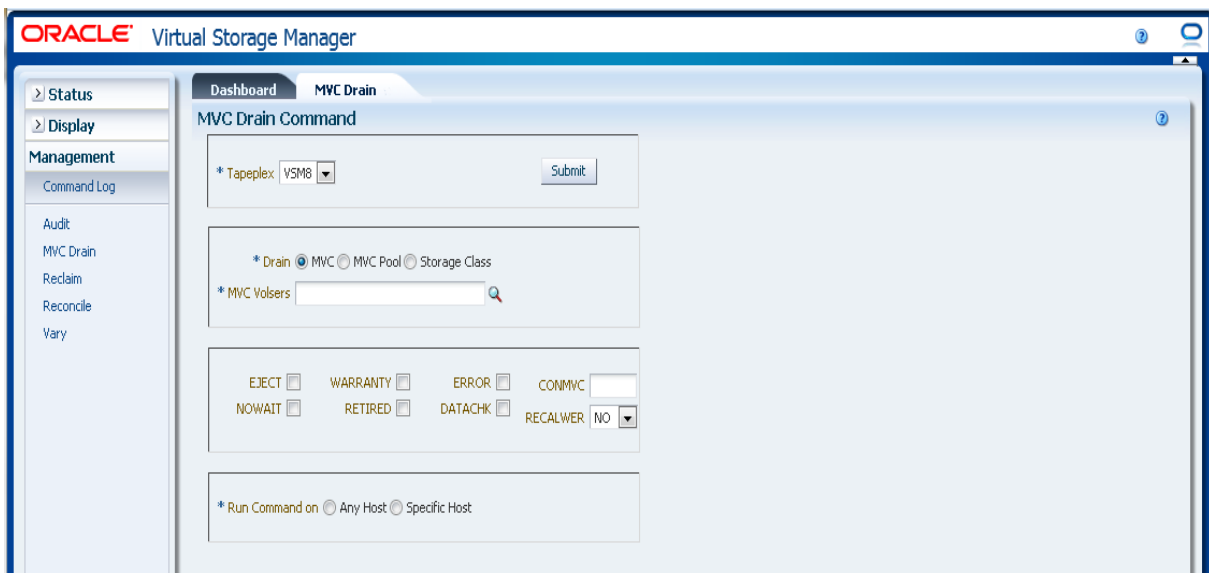 ORACLE Virtual Storage Manager
Status
Display
Management
Command Log
Audit
MVC Drain
Reclaim
Reconcile
Vary
Dashboard MVC Drain
MVC Drain Command
* Tapeplex VSM8 Submit
* Drain MVC MVC Pool Storage Class
* MVC Volsers
EJECT WARRANTY ERROR CONMVC
NOWAIT RETIRED DATACHK RECALWER NO
* Run Command on Any Host Specific Host